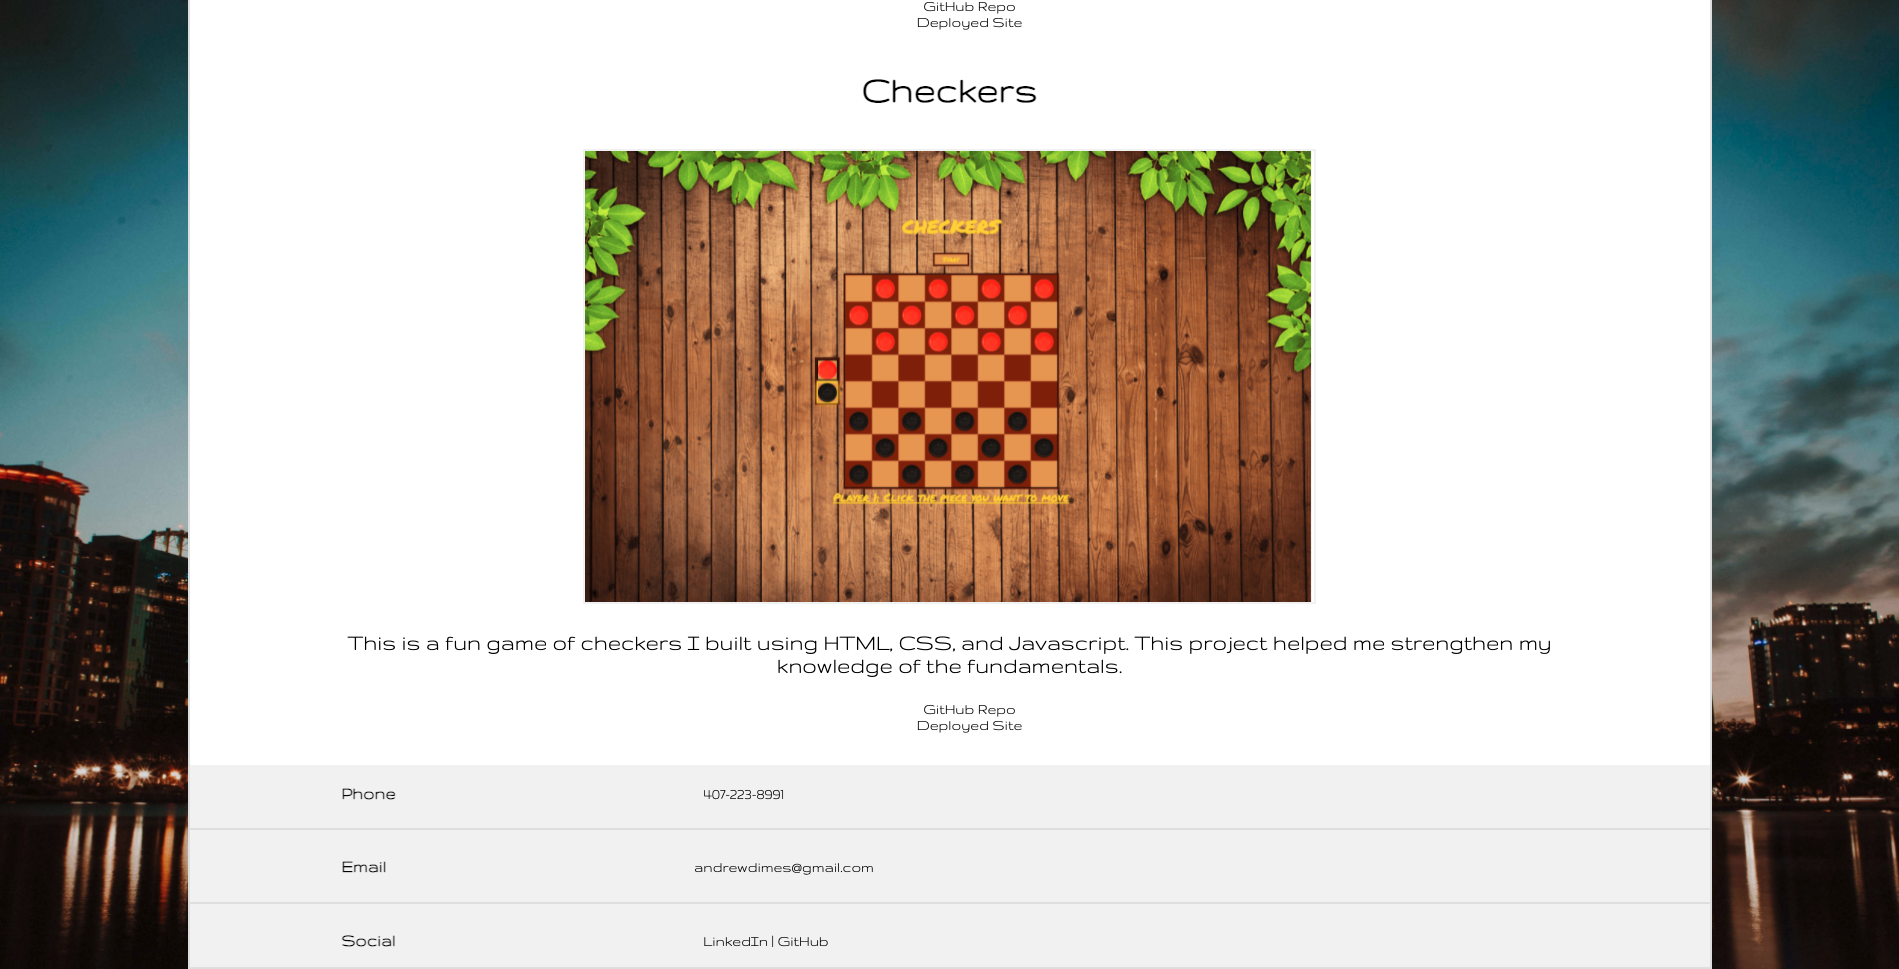 GitHub Repo
Deployed Site
Checkers
CHECKERS
START
Player 1: Click the piece you want to move
This is a fun game of checkers I built using HTML, CSS, and Javascript. This project helped me strengthen my
knowledge of the fundamentals.
GitHub Repo
Deployed Site
Phone 407-223-8991
Email andrewdimes@gmail.com
Social LinkedIn | GitHub